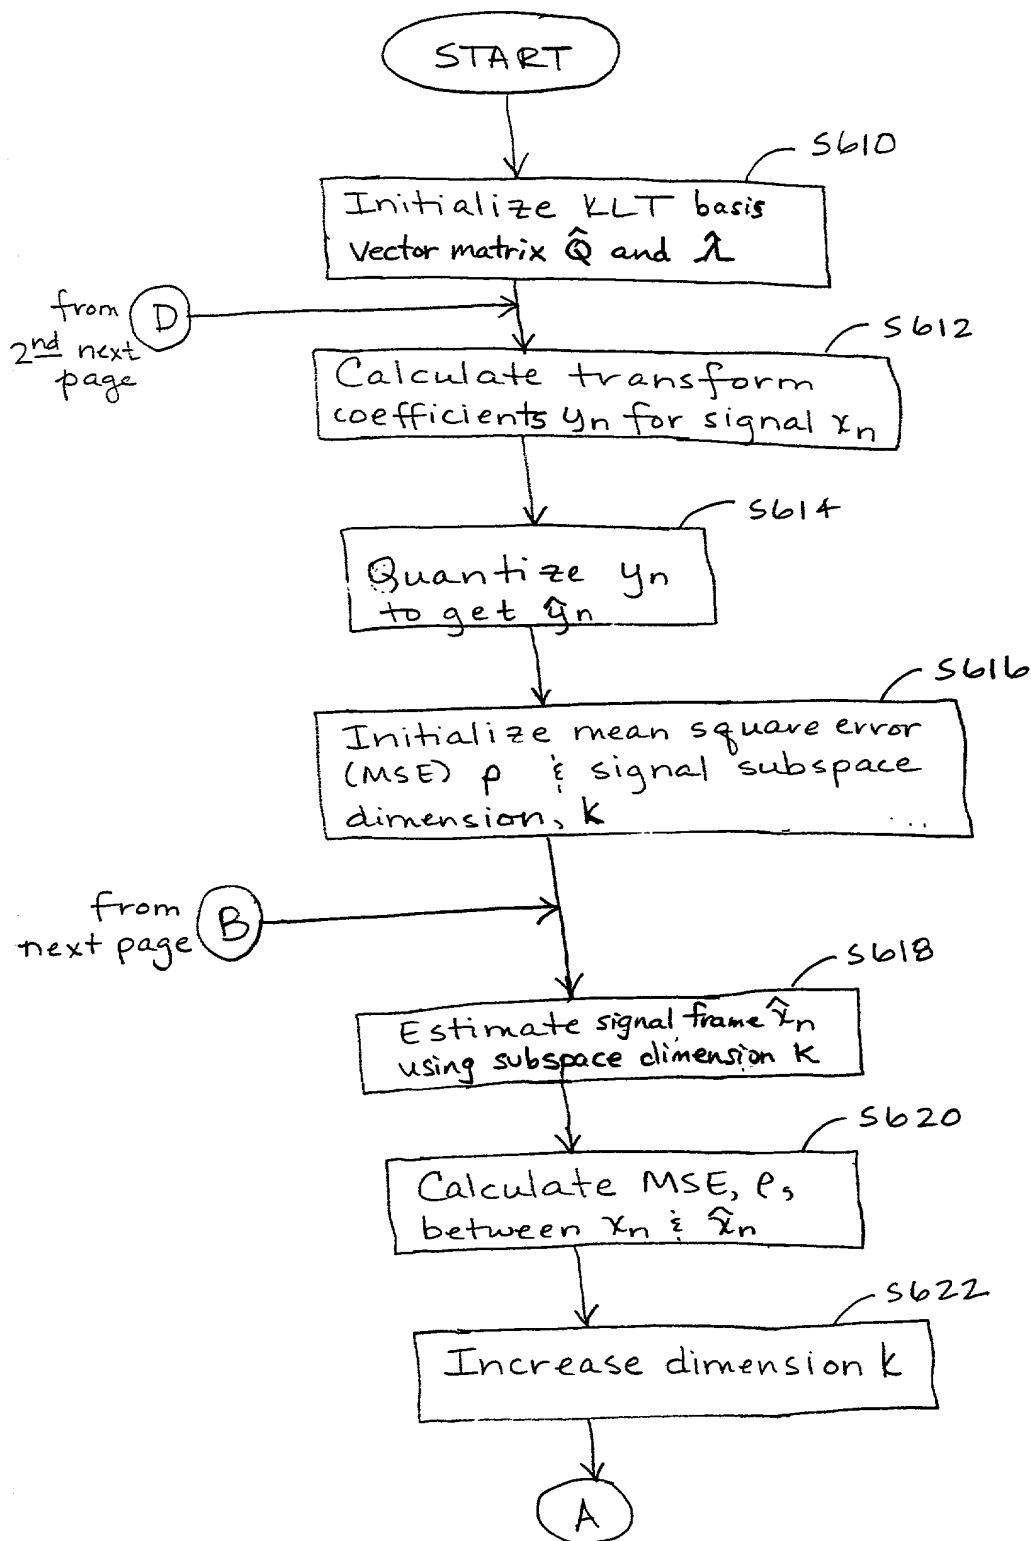 START
S610
Initialize KLT basis
Vector matrix Q̂ and λ̂
from
2nd next
page
D
S612
Calculate transform
coefficients yn for signal xn
S614
Quantize yn
to get ŷn
S616
Initialize mean square error
(MSE) ρ & signal subspace
dimension, k
from
next page
B
S618
Estimate signal frame x̂n
using subspace dimension k
S620
Calculate MSE, ρ,
between xn & x̂n
S622
Increase dimension k
A